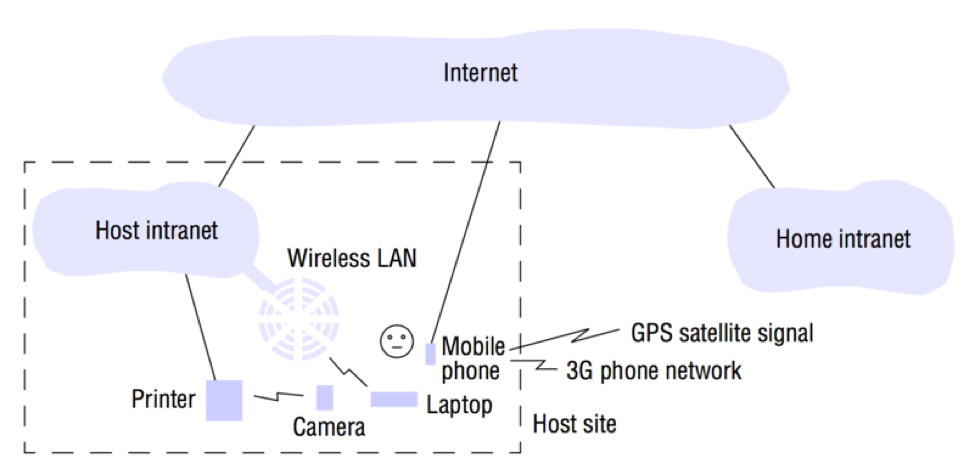 Internet
Host intranet
Wireless LAN
Home intranet
Mobile
phone
GPS satellite signal
3G phone network
Printer
Camera
Laptop
Host site